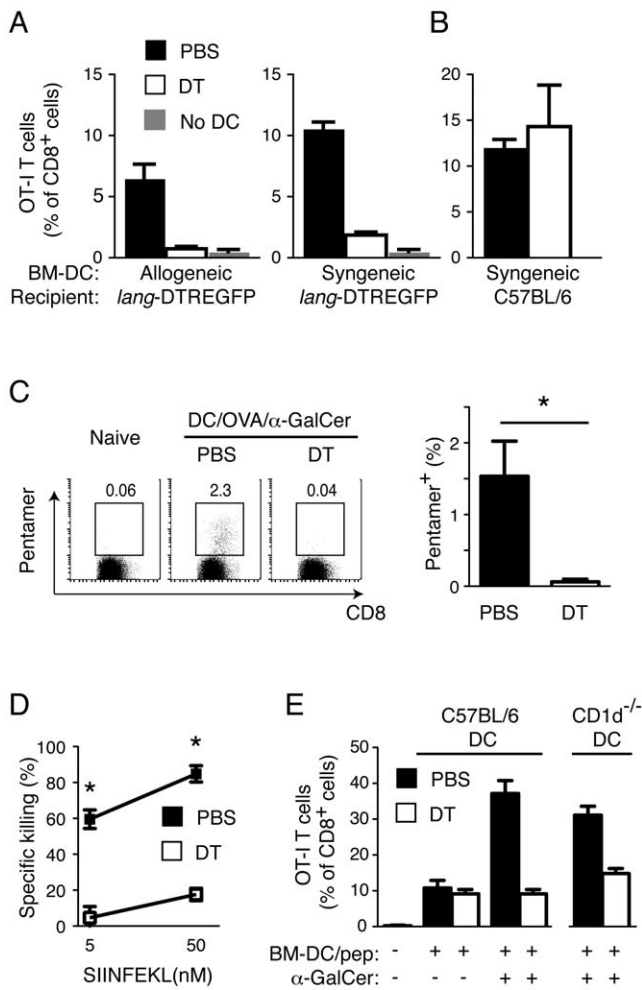 A
B
PBS
DT
No DC
OT-I T cells
(% of CD8+ cells)
15
10
5
0
15
10
5
0
20
15
10
5
0
BM-DC: Allogeneic Syngeneic Syngeneic
Recipient: lang-DTREGFP lang-DTREGFP C57BL/6
C
DC/OVA/α-GalCer
Naive PBS DT
0.06 2.3 0.04
Pentamer
CD8
*
Pentamer+ (%)
2
1
0
PBS DT
D
Specific killing (%)
100
80
60
40
20
0
*
*
PBS
DT
5 50
SIINFEKL(nM)
E
C57BL/6 CD1d-/-
DC DC
OT-I T cells
(% of CD8+ cells)
50
40
30
20
10
0
PBS
DT
BM-DC/pep: - + + + + + +
α-GalCer: - - - + + + +